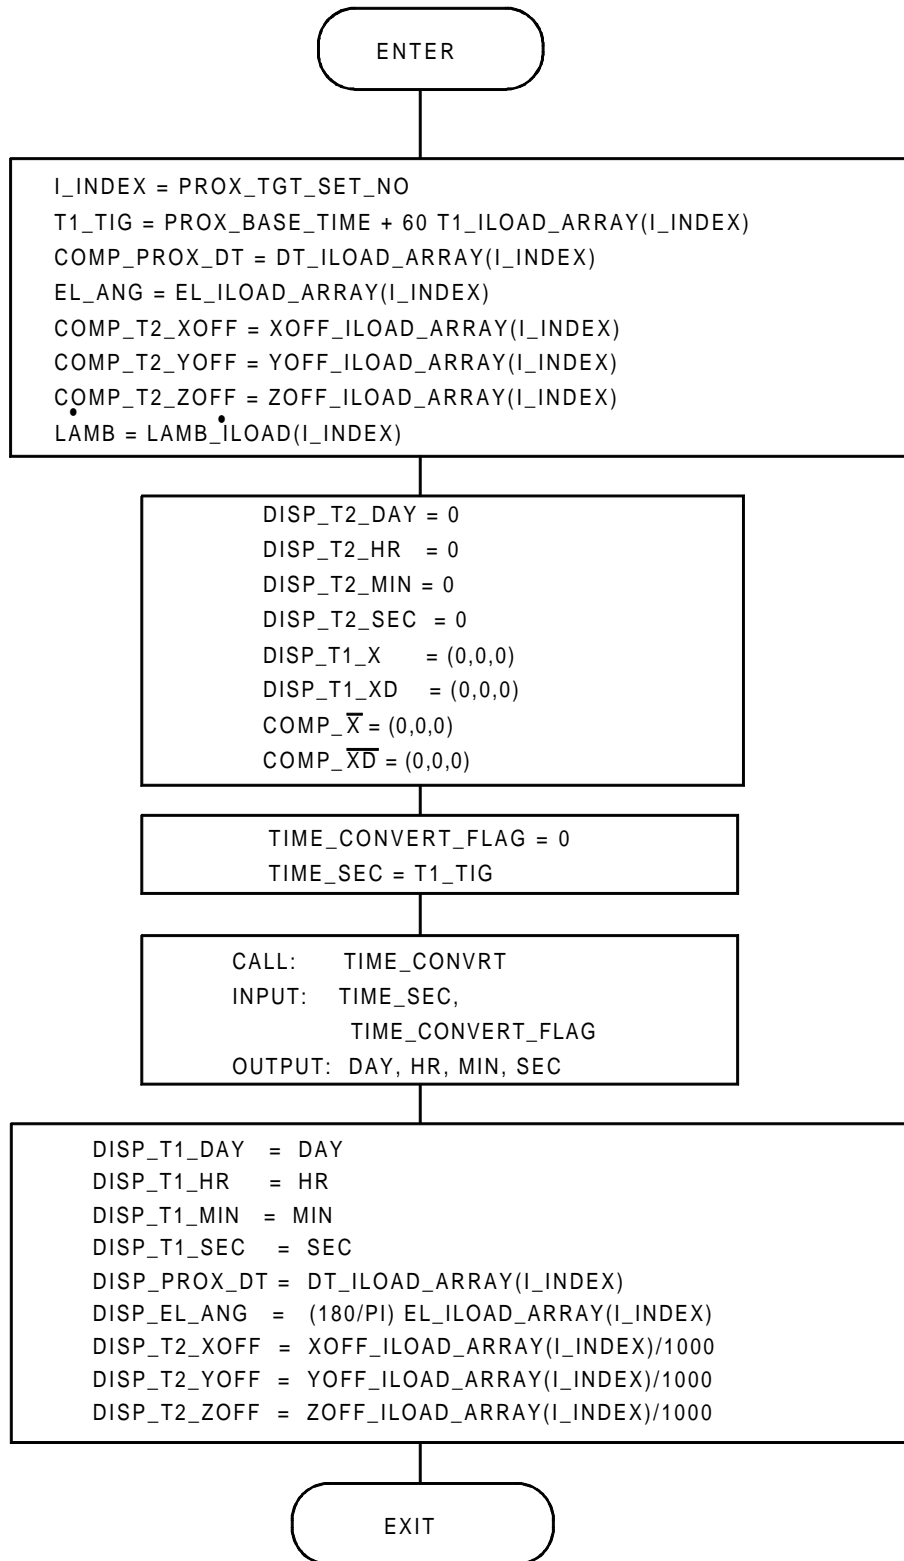 ENTER
I_INDEX = PROX_TGT_SET_NO
T1_TIG = PROX_BASE_TIME + 60 T1_ILOAD_ARRAY(I_INDEX)
COMP_PROX_DT = DT_ILOAD_ARRAY(I_INDEX)
EL_ANG = EL_ILOAD_ARRAY(I_INDEX)
COMP_T2_XOFF = XOFF_ILOAD_ARRAY(I_INDEX)
COMP_T2_YOFF = YOFF_ILOAD_ARRAY(I_INDEX)
COMP_T2_ZOFF = ZOFF_ILOAD_ARRAY(I_INDEX)
LAMB = LAMB_ILOAD(I_INDEX)
DISP_T2_DAY = 0
DISP_T2_HR = 0
DISP_T2_MIN = 0
DISP_T2_SEC = 0
DISP_T1_X = (0,0,0)
DISP_T1_XD = (0,0,0)
COMP_X̅ = (0,0,0)
COMP_X̅D̅ = (0,0,0)
TIME_CONVERT_FLAG = 0
TIME_SEC = T1_TIG
CALL: TIME_CONVRT
INPUT: TIME_SEC,
TIME_CONVERT_FLAG
OUTPUT: DAY, HR, MIN, SEC
DISP_T1_DAY = DAY
DISP_T1_HR = HR
DISP_T1_MIN = MIN
DISP_T1_SEC = SEC
DISP_PROX_DT = DT_ILOAD_ARRAY(I_INDEX)
DISP_EL_ANG = (180/PI) EL_ILOAD_ARRAY(I_INDEX)
DISP_T2_XOFF = XOFF_ILOAD_ARRAY(I_INDEX)/1000
DISP_T2_YOFF = YOFF_ILOAD_ARRAY(I_INDEX)/1000
DISP_T2_ZOFF = ZOFF_ILOAD_ARRAY(I_INDEX)/1000
EXIT